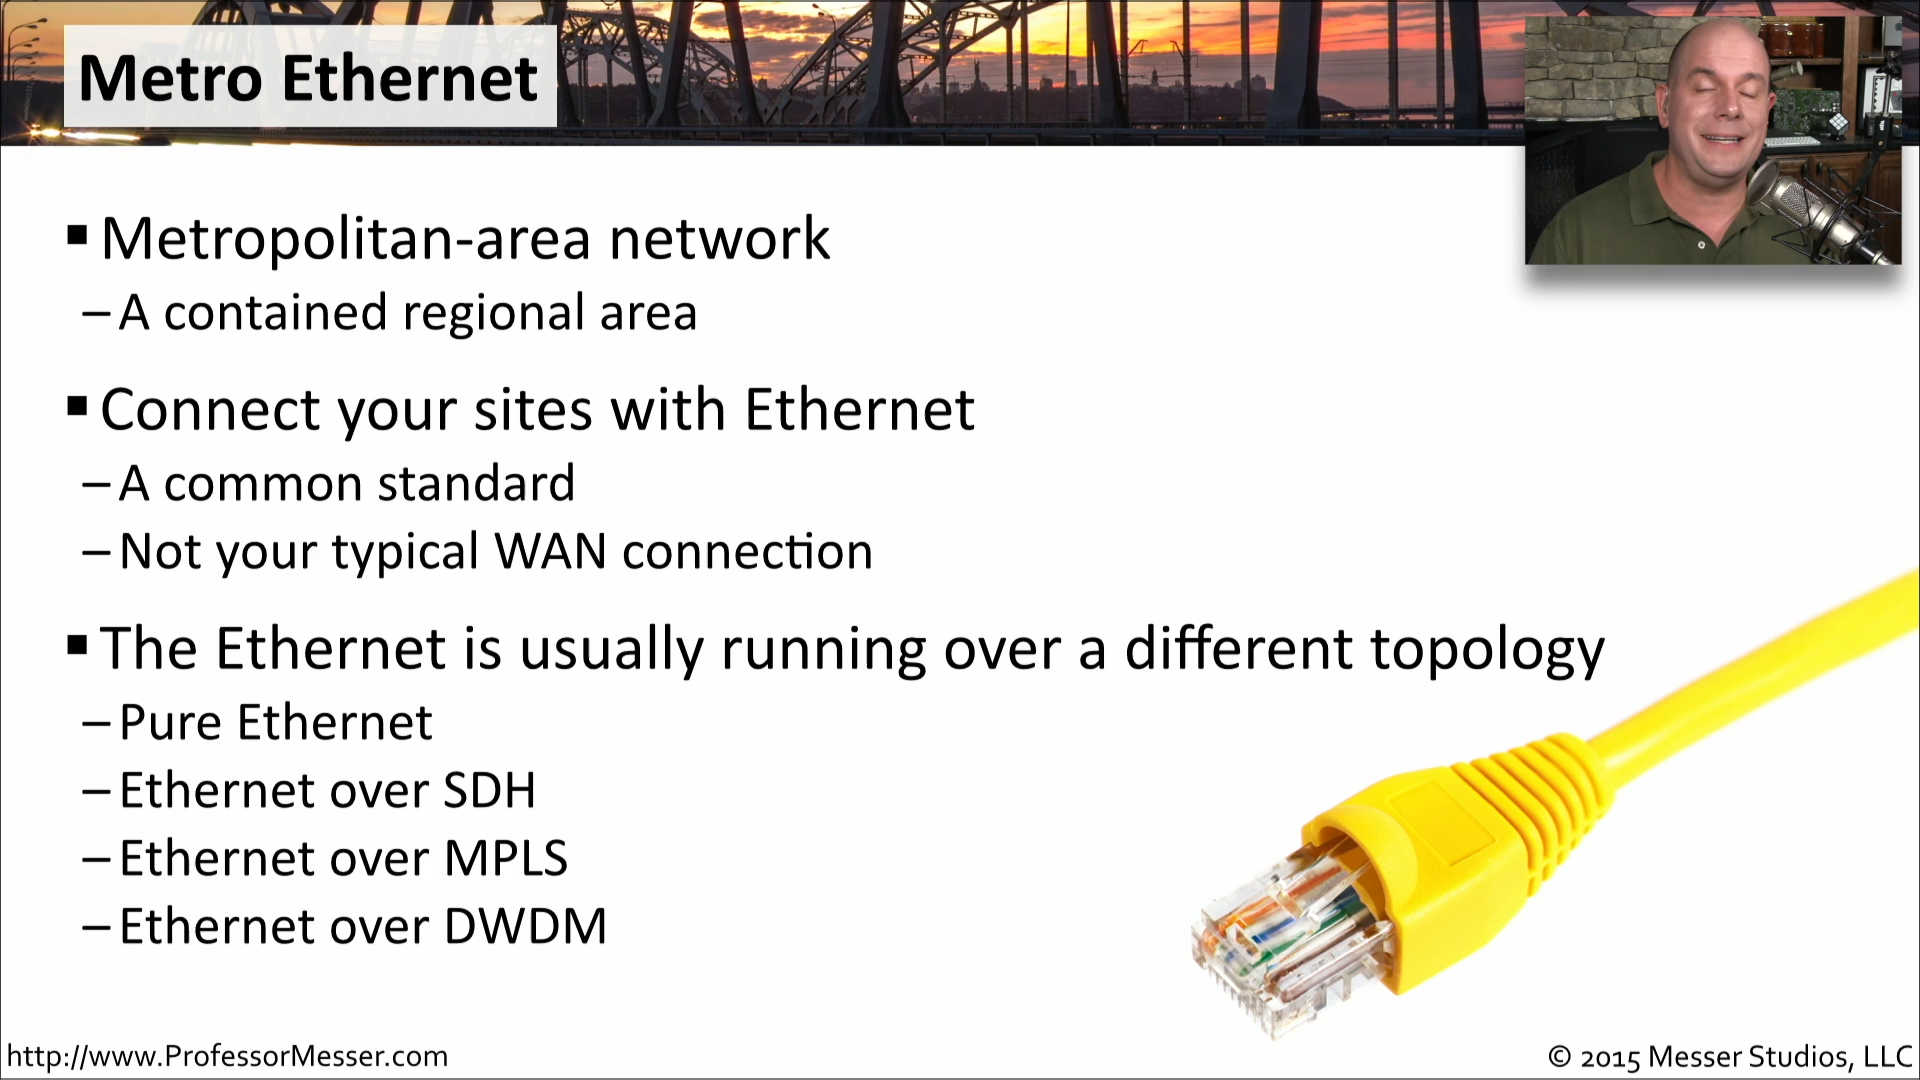 Metro Ethernet
▪ Metropolitan-area network
– A contained regional area
▪ Connect your sites with Ethernet
– A common standard
– Not your typical WAN connection
▪ The Ethernet is usually running over a different topology
– Pure Ethernet
– Ethernet over SDH
– Ethernet over MPLS
– Ethernet over DWDM
http://www.ProfessorMesser.com
© 2015 Messer Studios, LLC